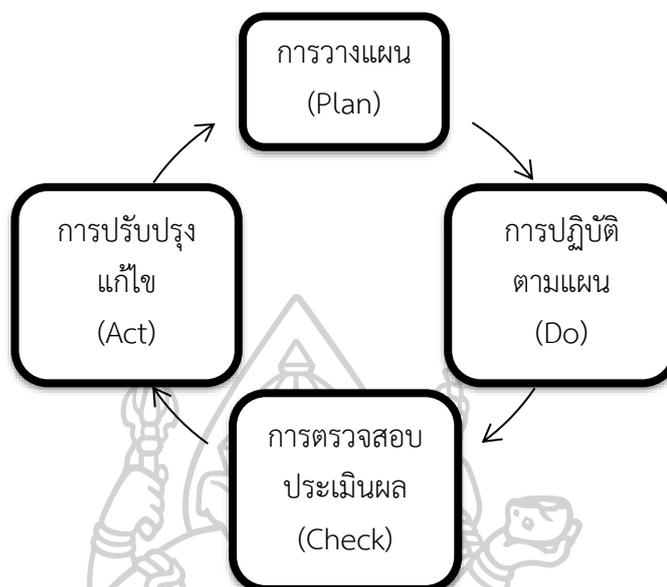 การวางแผน
(Plan)
การปฏิบัติ
ตามแผน
(Do)
การตรวจสอบ
ประเมินผล
(Check)
การปรับปรุง
แก้ไข
(Act)